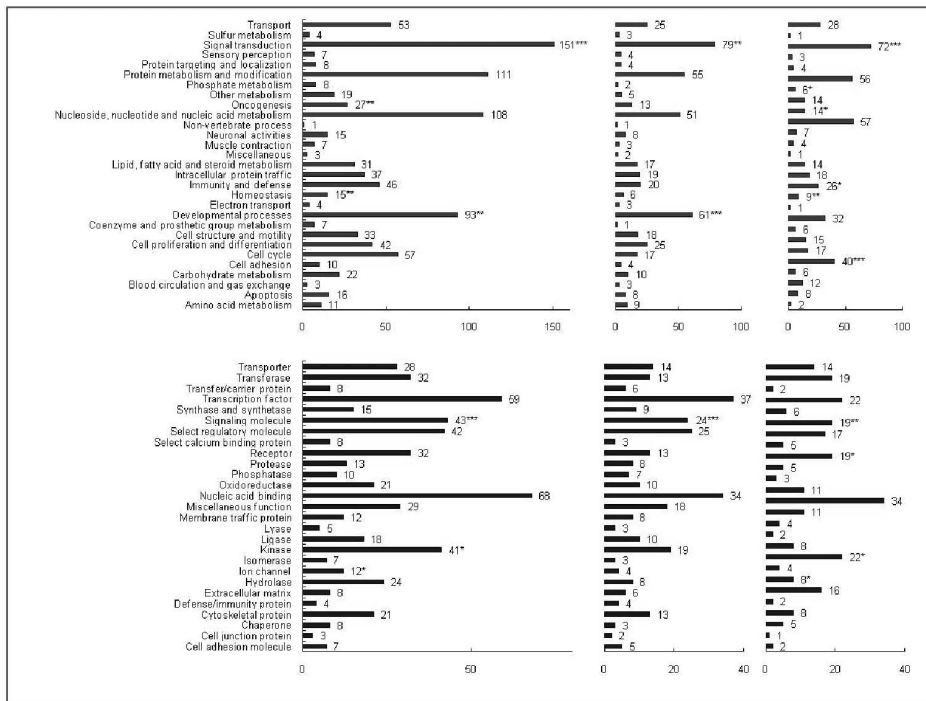 Transport 53 25 28
Sulfur metabolism 4 3 1
Signal transduction 151*** 79** 72***
Sensory perception 7 4 3
Protein targeting and localization 8 4 4
Protein metabolism and modification 111 55 56
Phosphate metabolism 8 2 6*
Other metabolism 19 5 14
Oncogenesis 27** 13 14*
Nucleoside, nucleotide and nucleic acid metabolism 108 51 57
Non-vertebrate process 1 1
Neuronal activities 15 8 7
Muscle contraction 7 3 4
Miscellaneous 3 2 1
Lipid, fatty acid and steroid metabolism 31 17 14
Intracellular protein traffic 37 19 18
Immunity and defense 46 20 26*
Homeostasis 15** 6 9**
Electron transport 4 3 1
Developmental processes 93** 61*** 32
Coenzyme and prosthetic group metabolism 7 1 6
Cell structure and motility 33 18 15
Cell proliferation and differentiation 42 25 17
Cell cycle 57 17 40***
Cell adhesion 10 4 6
Carbohydrate metabolism 22 10 12
Blood circulation and gas exchange 3 3
Apoptosis 16 8 8
Amino acid metabolism 11 9 2
0 50 100 150 0 50 100 0 50 100
Transporter 28 14 14
Transferase 32 13 19
Transfer/carrier protein 8 6 2
Transcription factor 59 37 22
Synthase and synthetase 15 9 6
Signaling molecule 43*** 24*** 19**
Select regulatory molecule 42 25 17
Select calcium binding protein 8 3 5
Receptor 32 13 19*
Protease 13 8 5
Phosphatase 10 7 3
Oxidoreductase 21 10 11
Nucleic acid binding 68 34 34
Miscellaneous function 29 18 11
Membrane traffic protein 12 8 4
Lyase 5 3 2
Ligase 18 10 8
Kinase 41* 19 22*
Isomerase 7 3 4
Ion channel 12* 4 8*
Hydrolase 24 8 16
Extracellular matrix 8 6 2
Defense/immunity protein 4 4
Cytoskeletal protein 21 13 8
Chaperone 8 3 5
Cell junction protein 3 2 1
Cell adhesion molecule 7 5 2
50 0 20 40 0 20 40